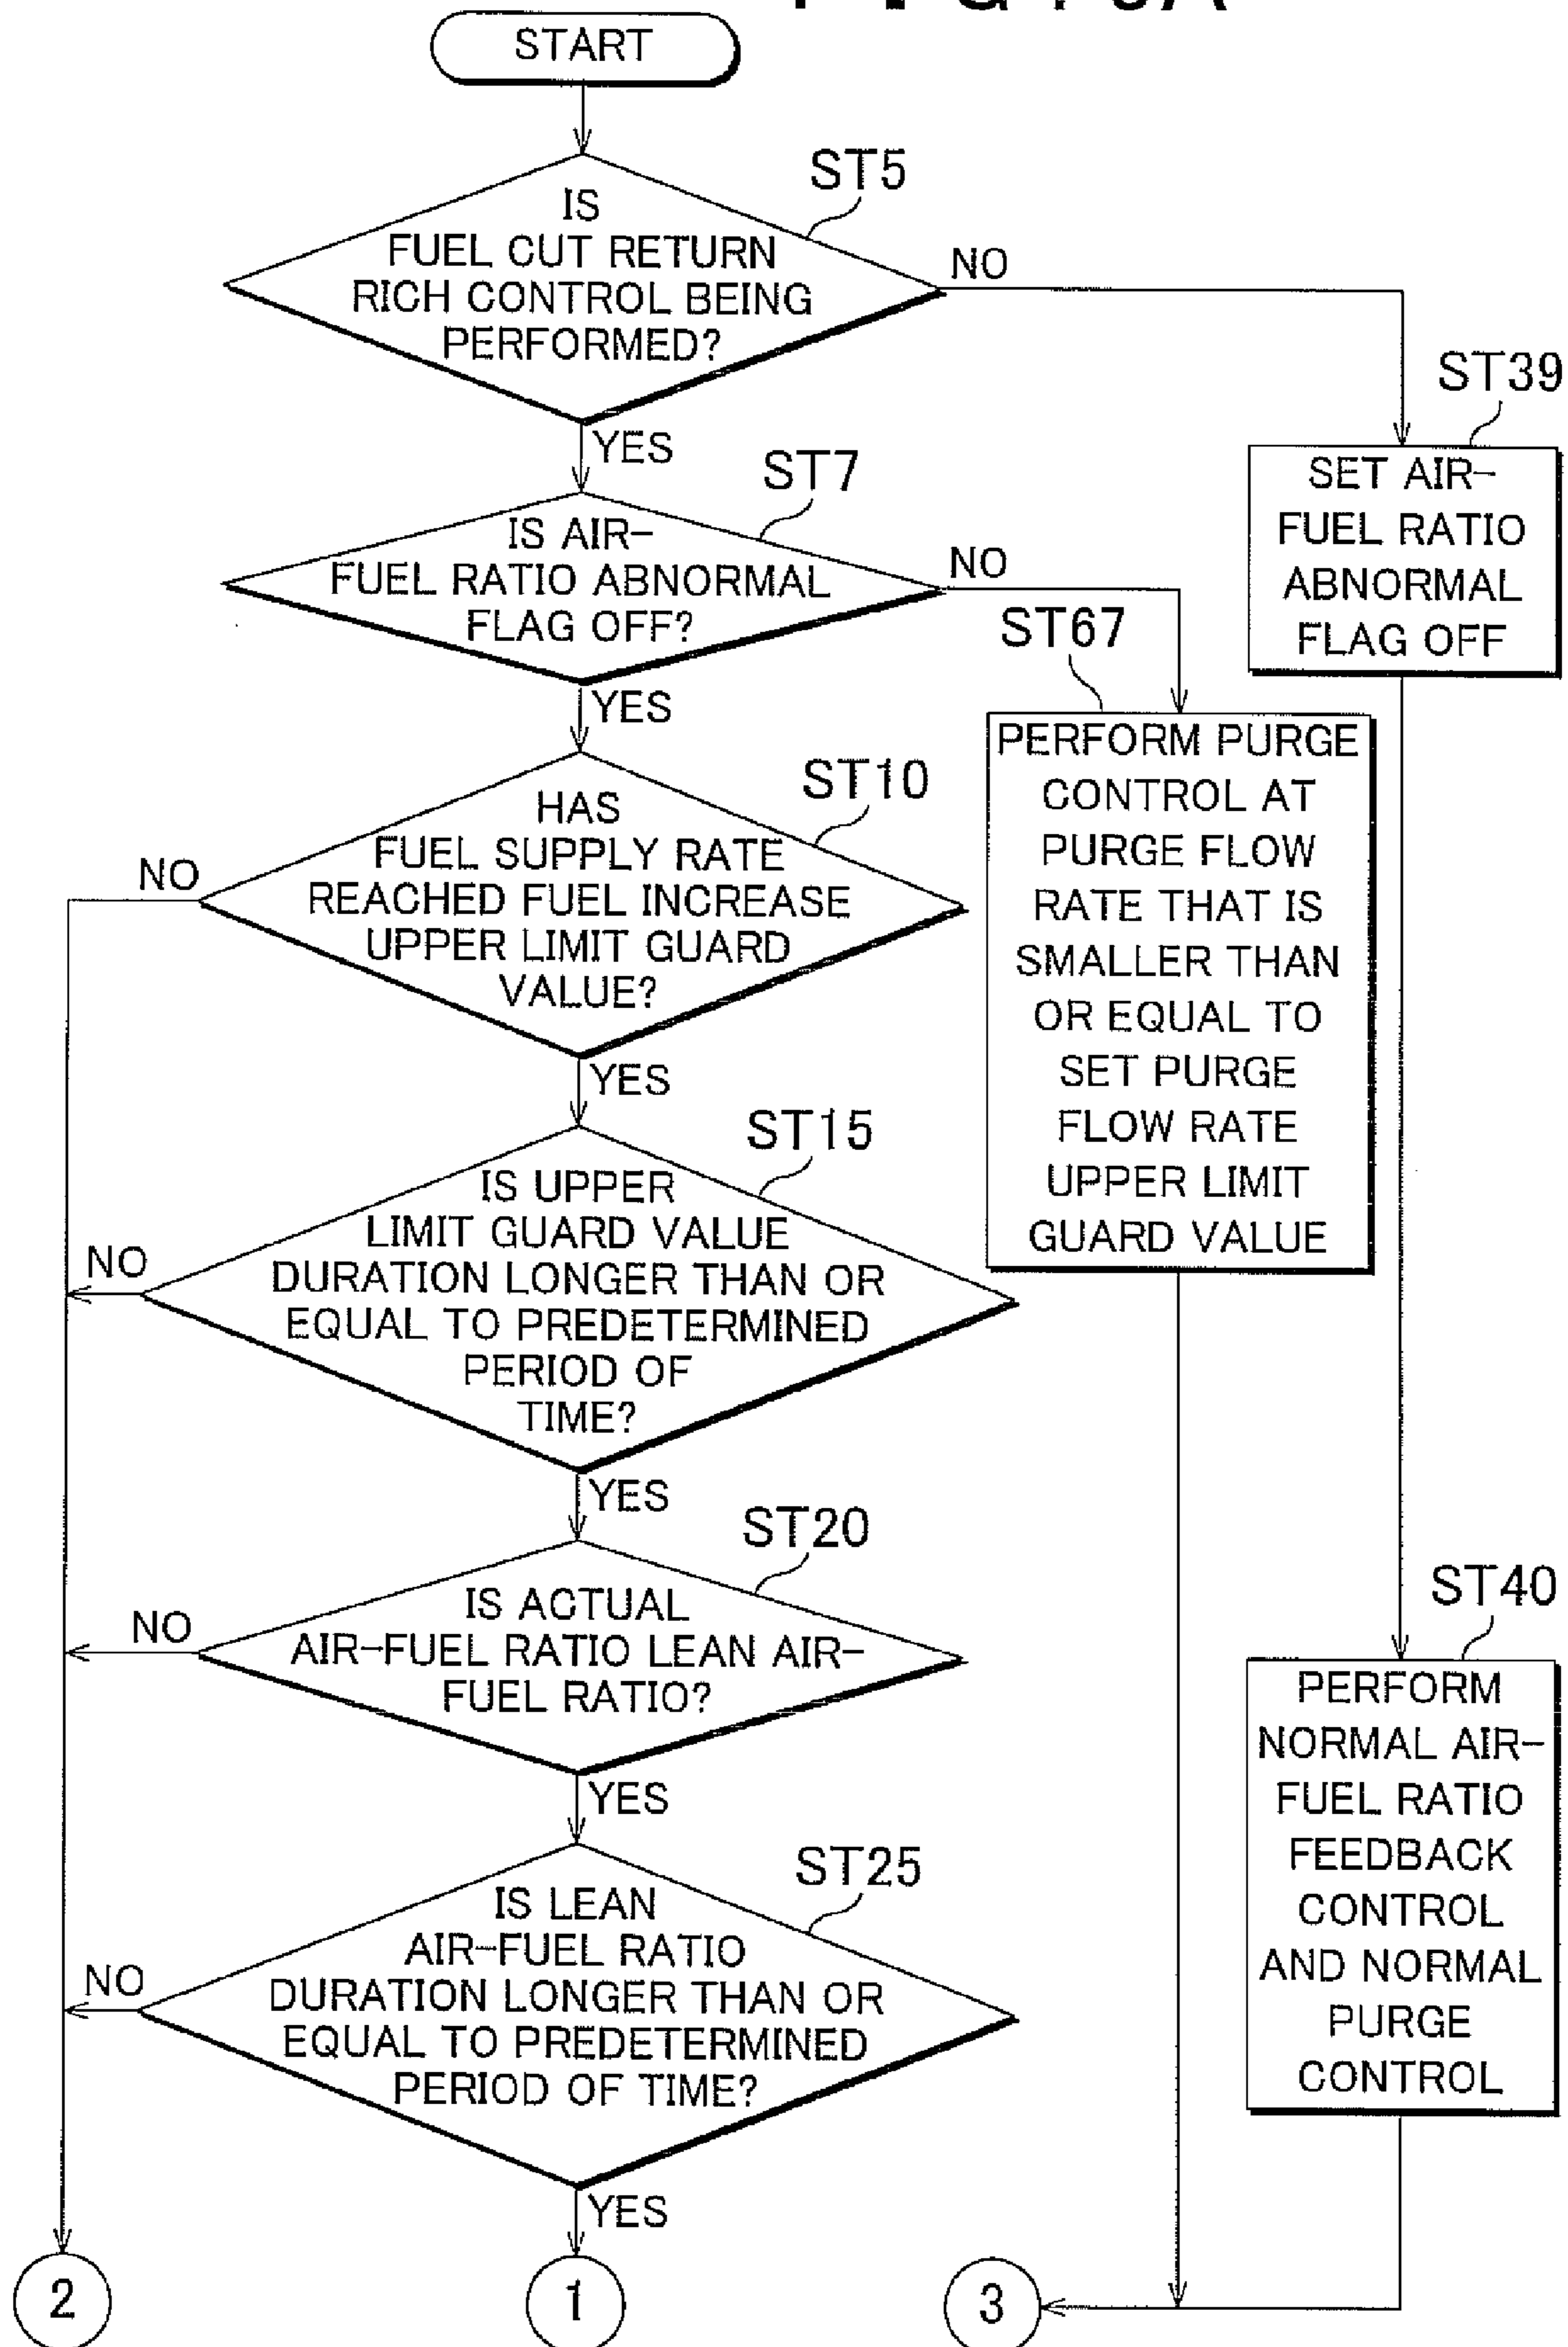 START
ST5
IS
FUEL CUT RETURN
RICH CONTROL BEING
PERFORMED?
NO
YES
ST39
SET AIR-
FUEL RATIO
ABNORMAL
FLAG OFF
ST7
IS AIR-
FUEL RATIO ABNORMAL
FLAG OFF?
NO
YES
ST67
PERFORM PURGE
CONTROL AT
PURGE FLOW
RATE THAT IS
SMALLER THAN
OR EQUAL TO
SET PURGE
FLOW RATE
UPPER LIMIT
GUARD VALUE
ST10
HAS
FUEL SUPPLY RATE
REACHED FUEL INCREASE
UPPER LIMIT GUARD
VALUE?
NO
YES
ST15
IS UPPER
LIMIT GUARD VALUE
DURATION LONGER THAN OR
EQUAL TO PREDETERMINED
PERIOD OF
TIME?
NO
YES
ST20
IS ACTUAL
AIR-FUEL RATIO LEAN AIR-
FUEL RATIO?
NO
YES
ST40
PERFORM
NORMAL AIR-
FUEL RATIO
FEEDBACK
CONTROL
AND NORMAL
PURGE
CONTROL
ST25
IS LEAN
AIR-FUEL RATIO
DURATION LONGER THAN OR
EQUAL TO PREDETERMINED
PERIOD OF TIME?
NO
YES
2
1
3